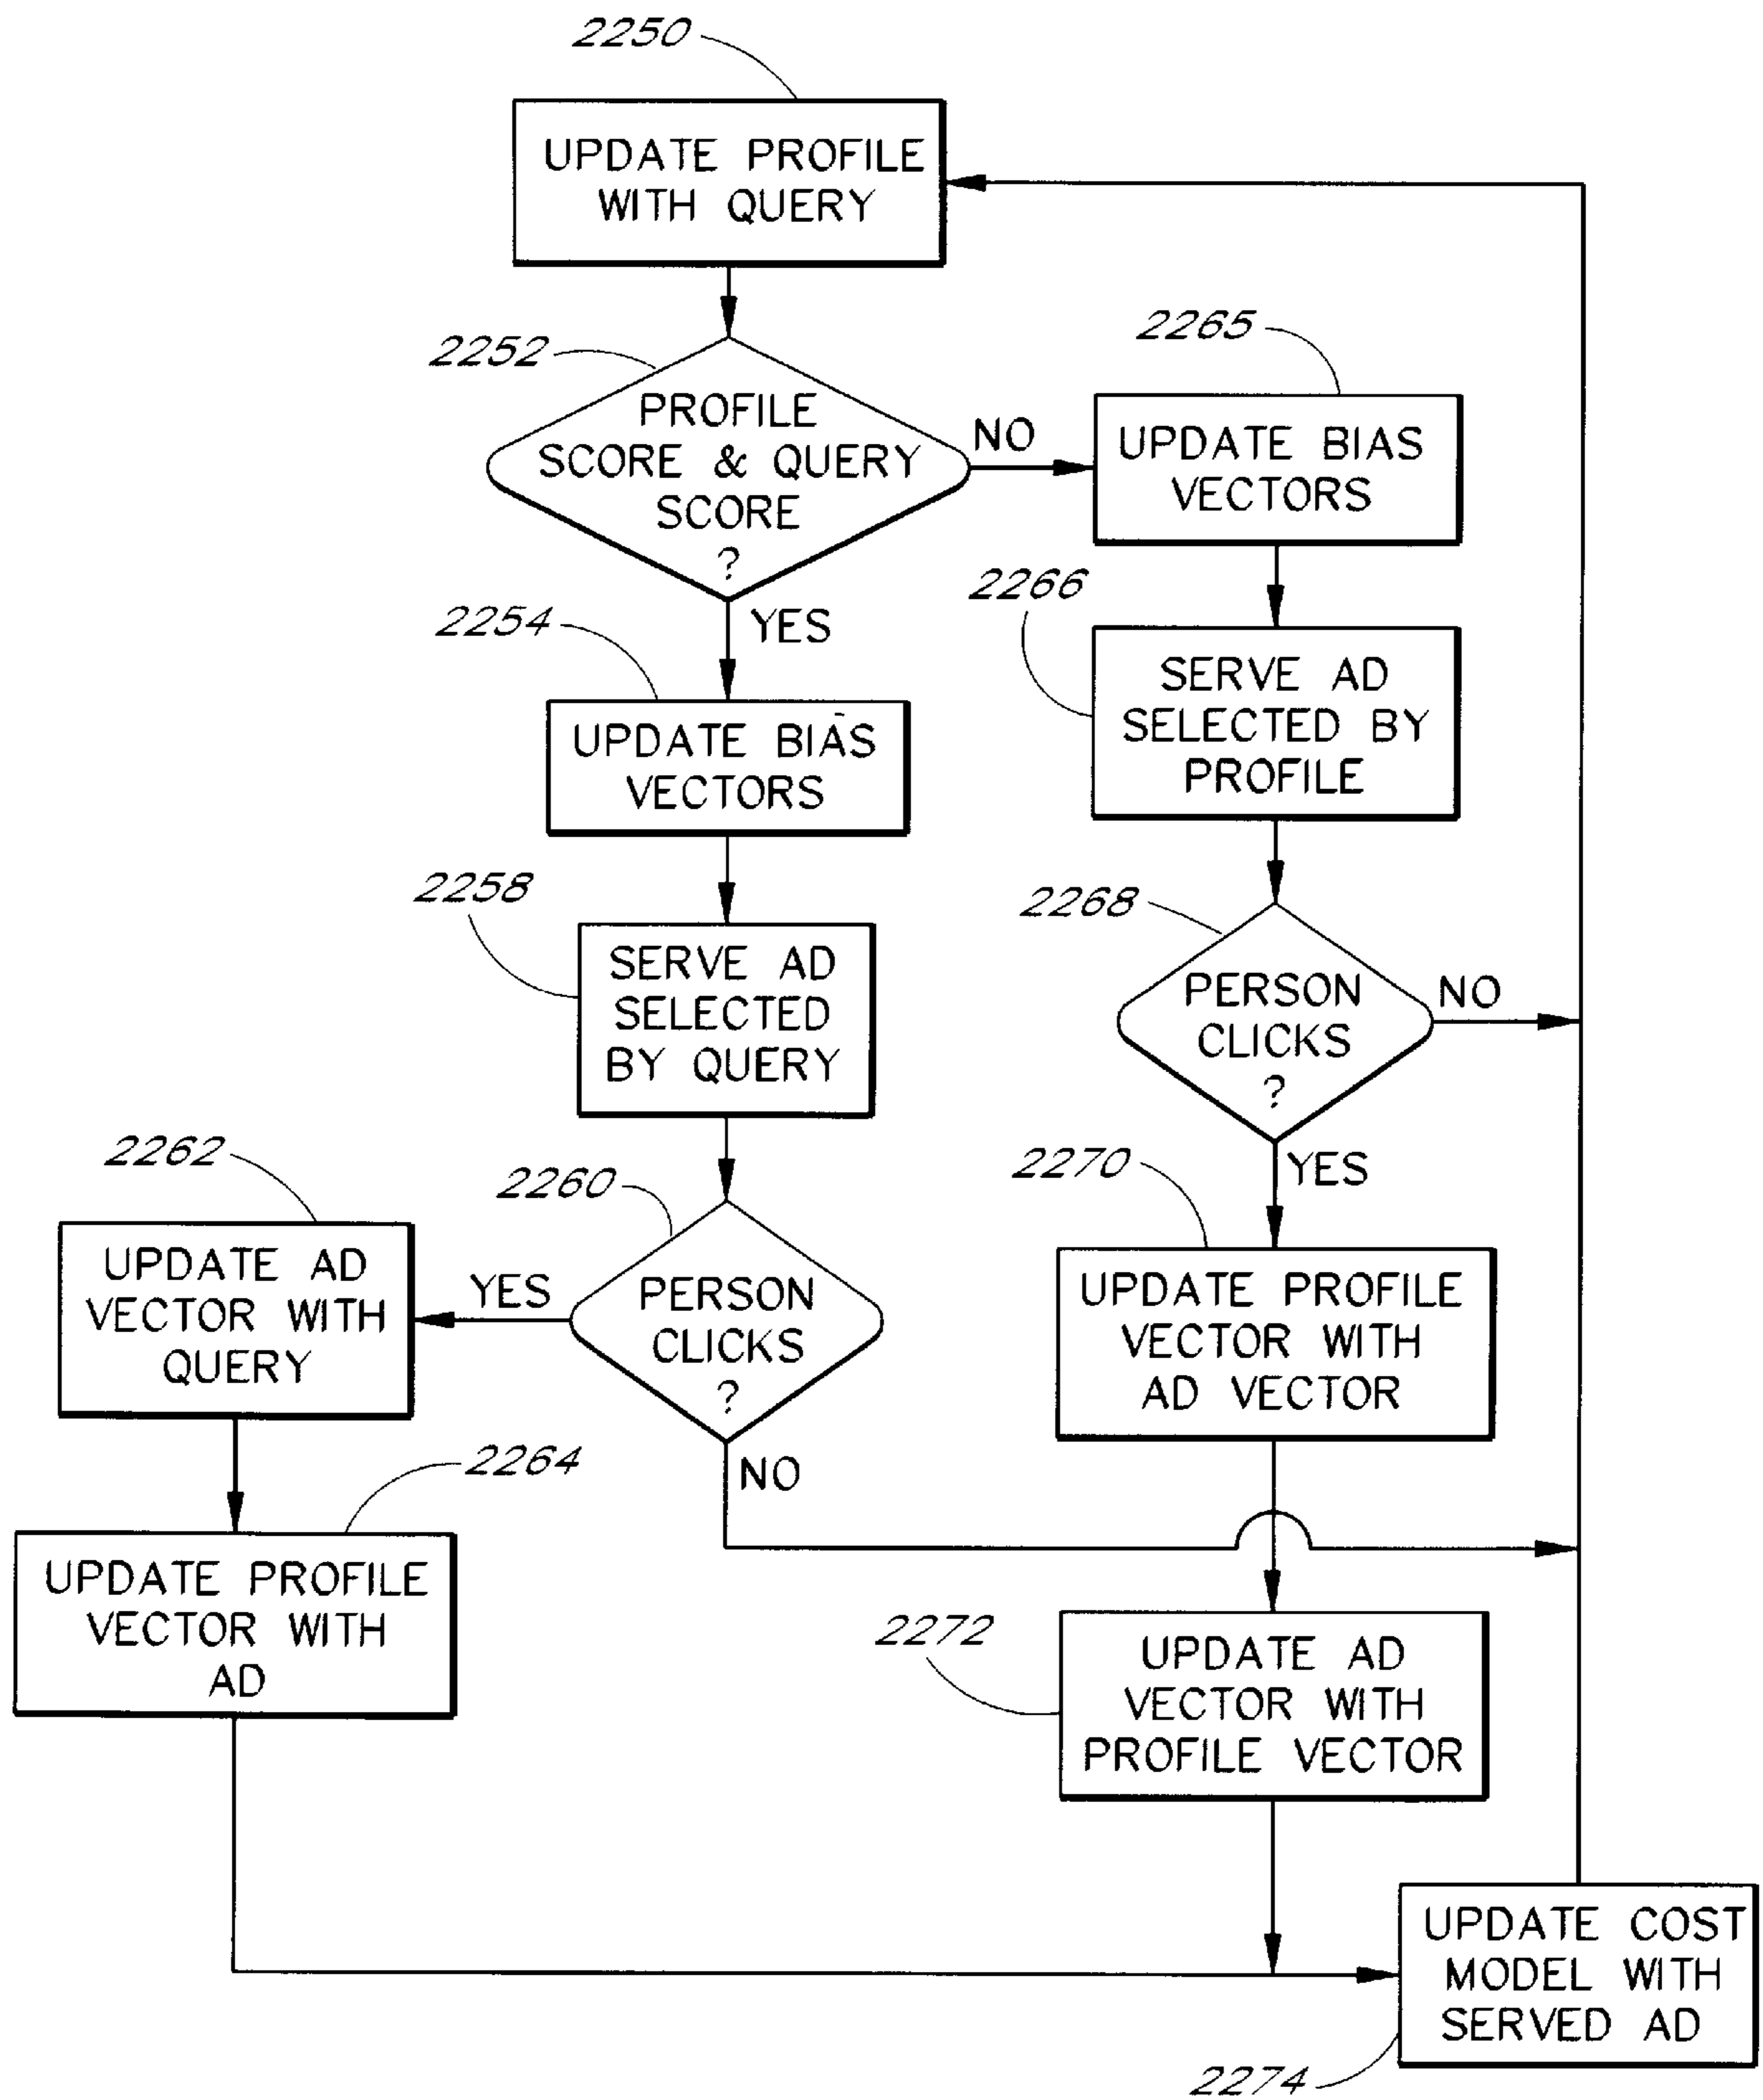 2250
UPDATE PROFILE
WITH QUERY
2252
PROFILE
SCORE & QUERY
SCORE
?
NO
YES
2265
UPDATE BIAS
VECTORS
2254
UPDATE BIAS
VECTORS
2266
SERVE AD
SELECTED BY
PROFILE
2258
SERVE AD
SELECTED
BY QUERY
2268
PERSON
CLICKS
?
NO
YES
2260
PERSON
CLICKS
?
YES
NO
2262
UPDATE AD
VECTOR WITH
QUERY
2270
UPDATE PROFILE
VECTOR WITH
AD VECTOR
2264
UPDATE PROFILE
VECTOR WITH
AD
2272
UPDATE AD
VECTOR WITH
PROFILE VECTOR
UPDATE COST
MODEL WITH
SERVED AD
2274